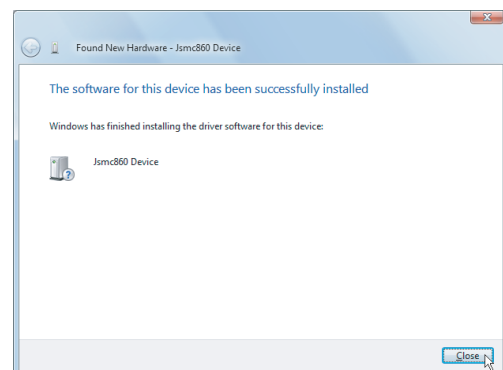 Found New Hardware - Jsmc860 Device
The software for this device has been successfully installed
Windows has finished installing the driver software for this device:
Jsmc860 Device
Close